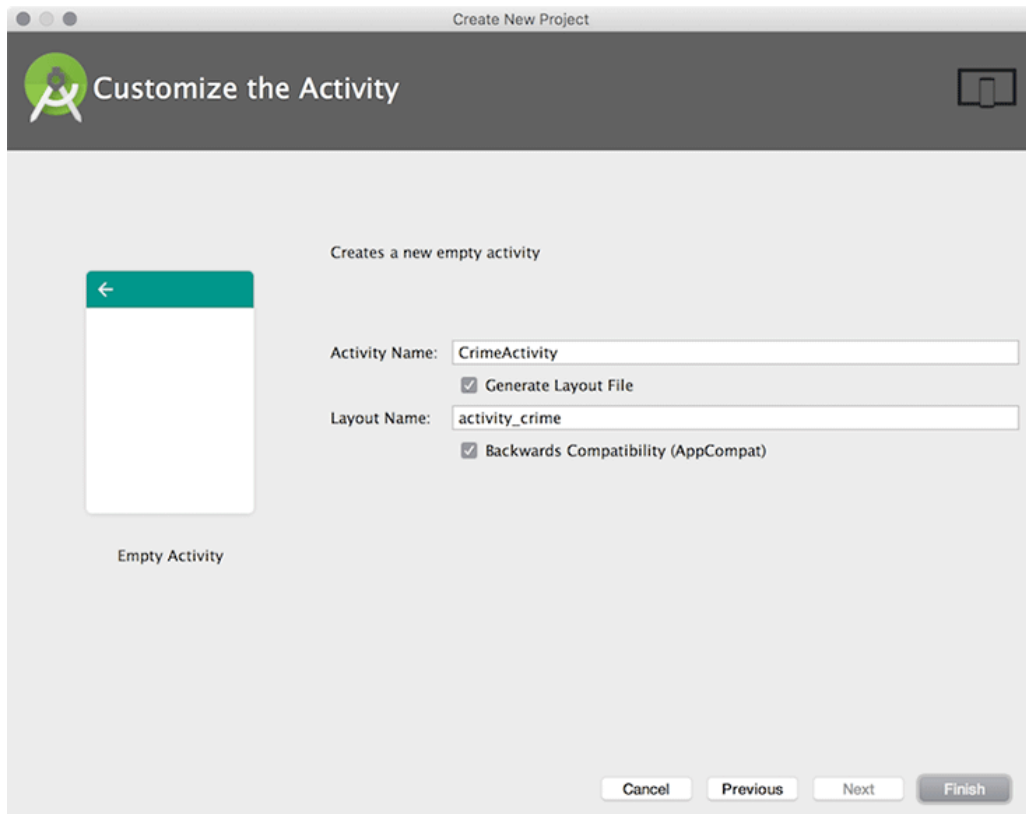 Create New Project
Customize the Activity
Creates a new empty activity
Activity Name: CrimeActivity
Generate Layout File
Layout Name: activity_crime
Backwards Compatibility (AppCompat)
Empty Activity
Cancel Previous Next Finish